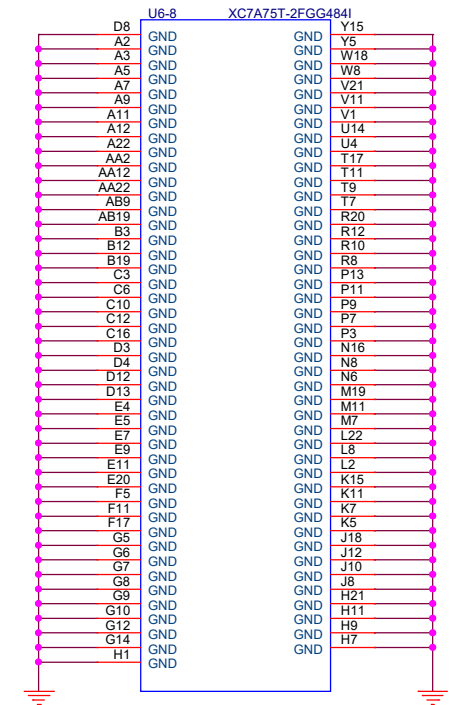 U6-8 XC7A75T-2FGG484I
D8 GND GND Y15
A2 GND GND Y5
A3 GND GND W18
A5 GND GND W8
A7 GND GND V21
A9 GND GND V11
A11 GND GND V1
A12 GND GND U14
A22 GND GND U4
AA2 GND GND T17
AA12 GND GND T11
AA22 GND GND T9
AB9 GND GND T7
AB19 GND GND R20
B3 GND GND R12
B12 GND GND R10
B19 GND GND R8
C3 GND GND P13
C6 GND GND P11
C10 GND GND P9
C12 GND GND P7
C16 GND GND P3
D3 GND GND N16
D4 GND GND N8
D12 GND GND N6
D13 GND GND M19
E4 GND GND M11
E5 GND GND M7
E7 GND GND L22
E9 GND GND L8
E11 GND GND L2
E20 GND GND K15
F5 GND GND K11
F11 GND GND K7
F17 GND GND K5
G5 GND GND J18
G6 GND GND J12
G7 GND GND J10
G8 GND GND J8
G9 GND GND H21
G10 GND GND H11
G12 GND GND H9
G14 GND GND H7
H1 GND